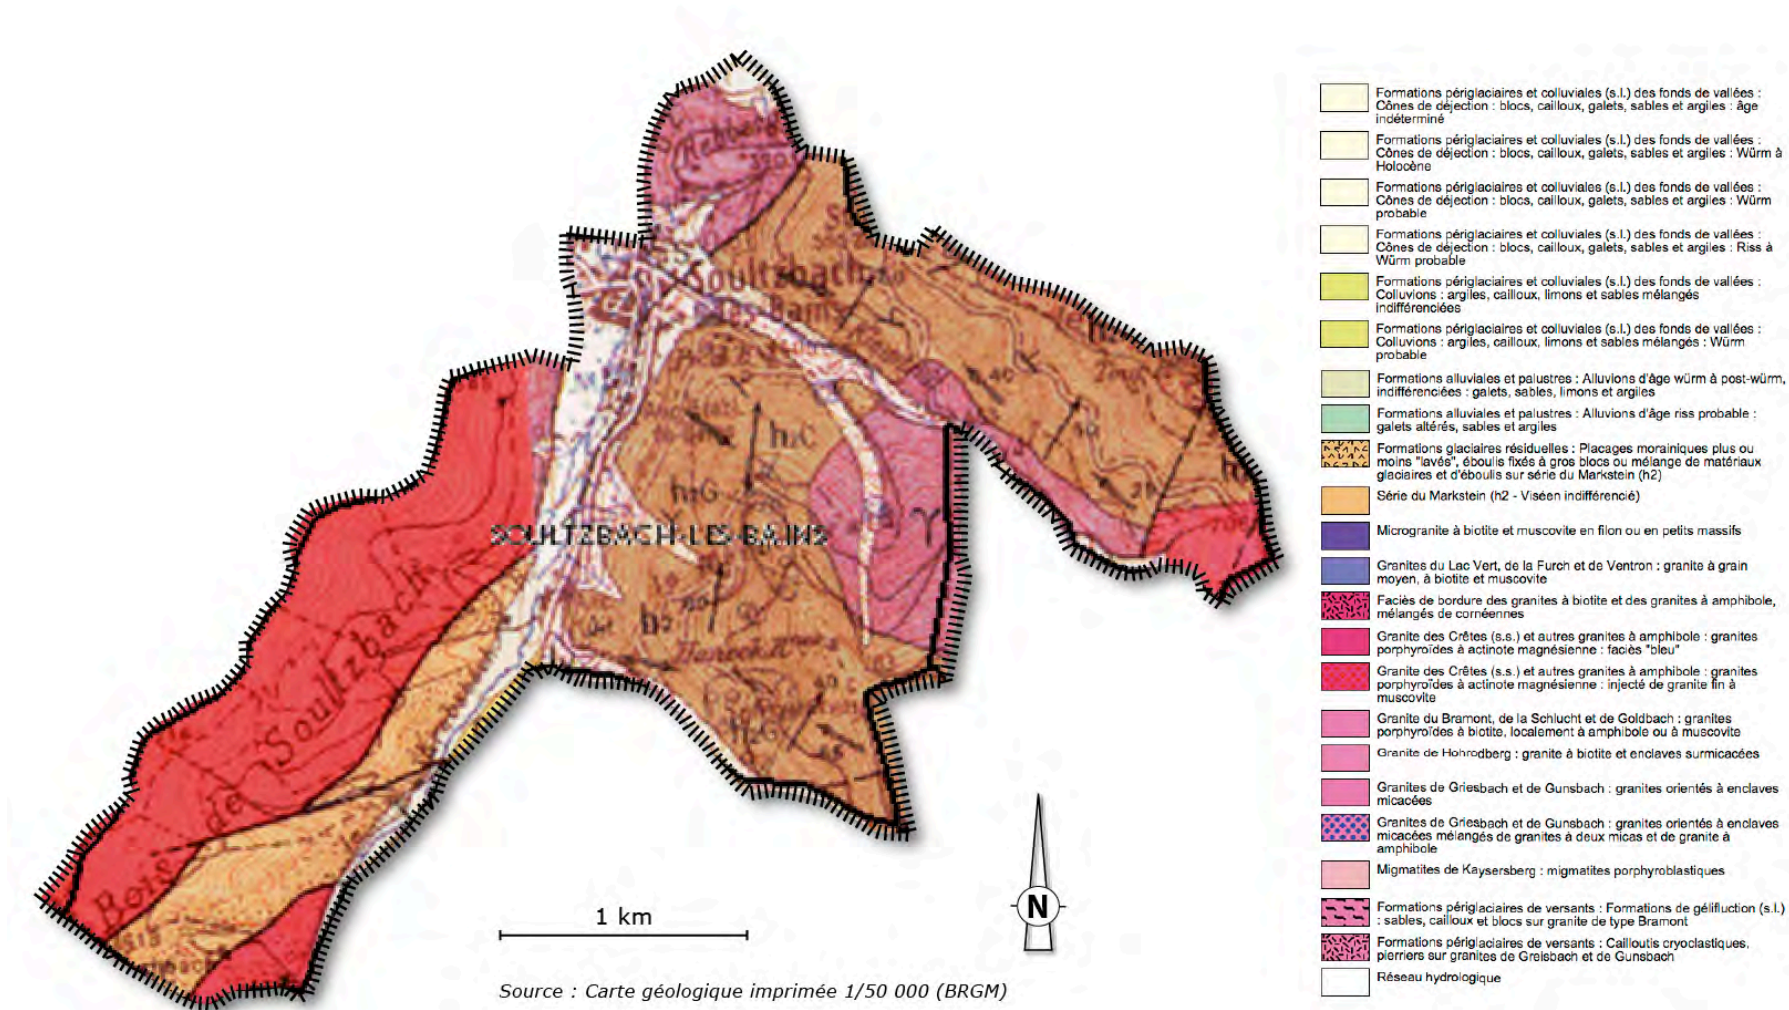 Rebberg
320
Soultzbach
les-Bains
h₂C
h₂G
SOULTZBACH-LES-BAINS
γ
h₂
h₂G
Bois de Soultzbach
1 km
N
Source : Carte géologique imprimée 1/50 000 (BRGM)
Formations périglaciaires et colluviales (s.l.) des fonds de vallées :
Cônes de déjection : blocs, cailloux, galets, sables et argiles : âge
indéterminé
Formations périglaciaires et colluviales (s.l.) des fonds de vallées :
Cônes de déjection : blocs, cailloux, galets, sables et argiles : Würm à
Holocène
Formations périglaciaires et colluviales (s.l.) des fonds de vallées :
Cônes de déjection : blocs, cailloux, galets, sables et argiles : Würm
probable
Formations périglaciaires et colluviales (s.l.) des fonds de vallées :
Cônes de déjection : blocs, cailloux, galets, sables et argiles : Riss à
Würm probable
Formations périglaciaires et colluviales (s.l.) des fonds de vallées :
Colluvions : argiles, cailloux, limons et sables mélangés
indifférenciées
Formations périglaciaires et colluviales (s.l.) des fonds de vallées :
Colluvions : argiles, cailloux, limons et sables mélangés : Würm
probable
Formations alluviales et palustres : Alluvions d'âge würm à post-würm,
indifférenciées : galets, sables, limons et argiles
Formations alluviales et palustres : Alluvions d'âge riss probable :
galets altérés, sables et argiles
Formations glaciaires résiduelles : Placages morainiques plus ou
moins "lavés", éboulis fixés à gros blocs ou mélange de matériaux
glaciaires et d'éboulis sur série du Markstein (h2)
Série du Markstein (h2 - Viséen indifférencié)
Microgranite à biotite et muscovite en filon ou en petits massifs
Granites du Lac Vert, de la Furch et de Ventron : granite à grain
moyen, à biotite et muscovite
Faciès de bordure des granites à biotite et des granites à amphibole,
mélangés de cornéennes
Granite des Crêtes (s.s.) et autres granites à amphibole : granites
porphyroïdes à actinote magnésienne : faciès "bleu"
Granite des Crêtes (s.s.) et autres granites à amphibole : granites
porphyroïdes à actinote magnésienne : injecté de granite fin à
muscovite
Granite du Bramont, de la Schlucht et de Goldbach : granites
porphyroïdes à biotite, localement à amphibole ou à muscovite
Granite de Hohrodberg : granite à biotite et enclaves surmicacées
Granites de Griesbach et de Gunsbach : granites orientés à enclaves
micacées
Granites de Griesbach et de Gunsbach : granites orientés à enclaves
micacées mélangés de granites à deux micas et de granite à
amphibole
Migmatites de Kaysersberg : migmatites porphyroblastiques
Formations périglaciaires de versants : Formations de gélifluction (s.l.)
: sables, cailloux et blocs sur granite de type Bramont
Formations périglaciaires de versants : Cailloutis cryoclastiques,
pierriers sur granites de Greisbach et de Gunsbach
Réseau hydrologique